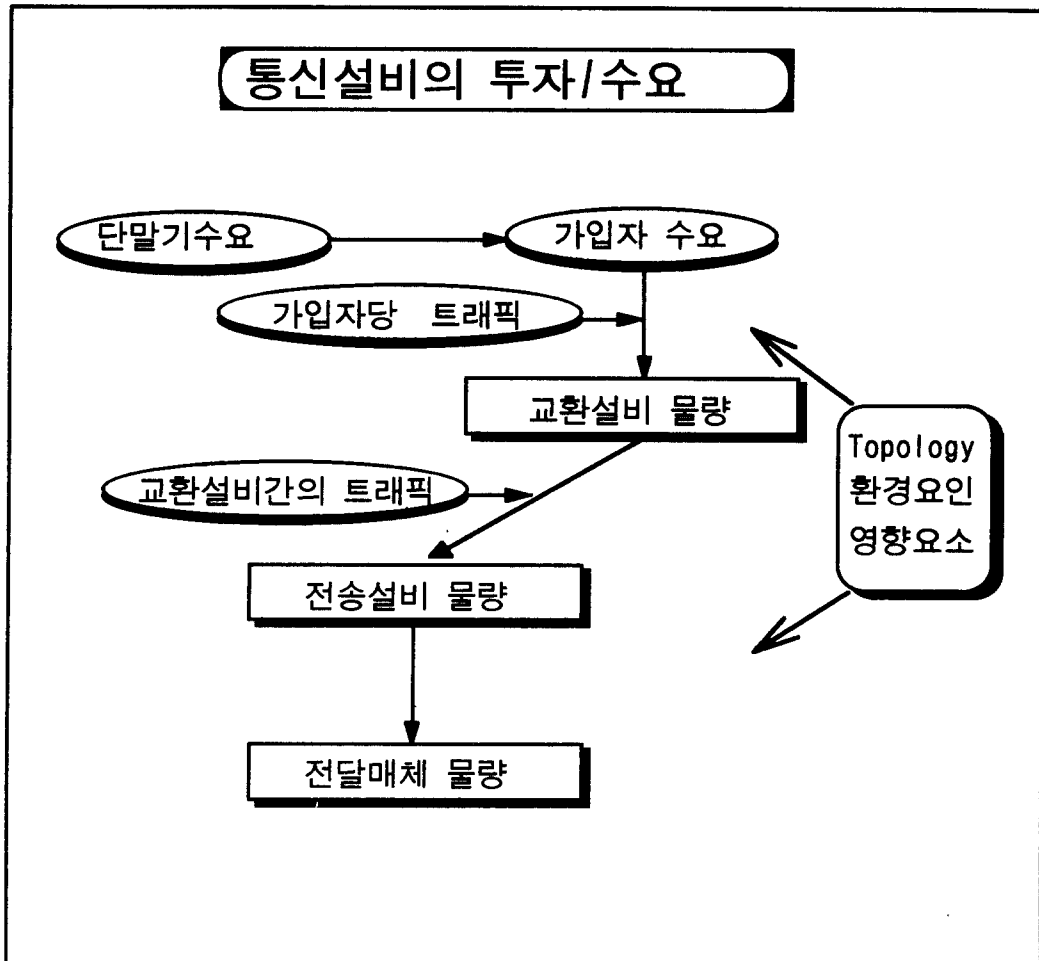 통신설비의 투자/수요
단말기수요
가입자 수요
가입자당 트래픽
교환설비 물량
교환설비간의 트래픽
Topology
환경요인
영향요소
전송설비 물량
전달매체 물량